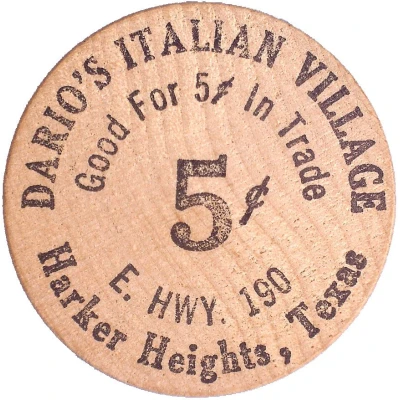 DARIO'S ITALIAN VILLAGE
Good For 5¢ In Trade
5¢
E. HWY. 190
Harker Heights, Texas